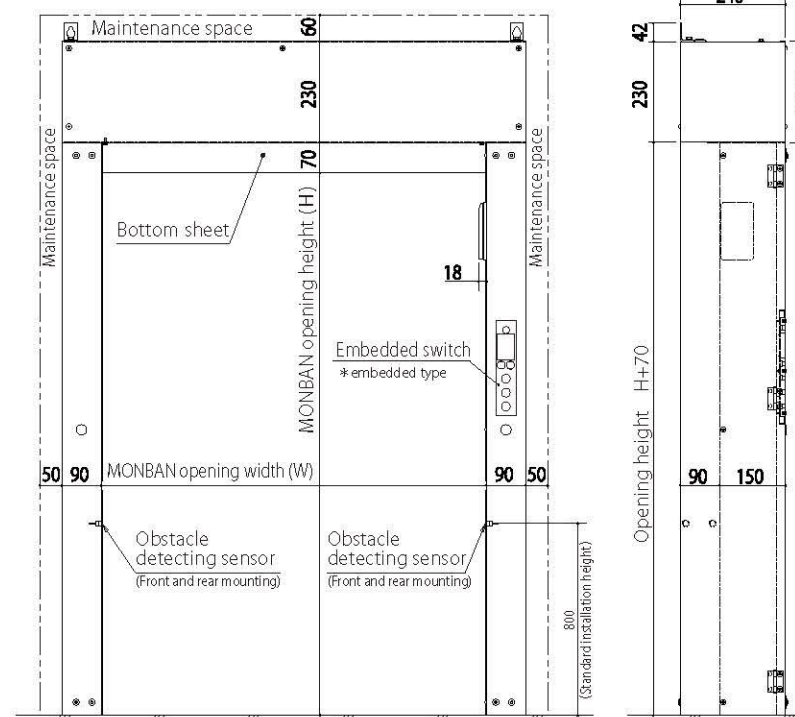 Maintenance space
60
230
70
Maintenance space
Maintenance space
Bottom sheet
MONBAN opening height (H)
18
Embedded switch
*embedded type
50
90
MONBAN opening width (W)
90
50
Obstacle
detecting sensor
(Front and rear mounting)
Obstacle
detecting sensor
(Front and rear mounting)
800
(Standard installation height)
42
230
Opening height H+70
90
150